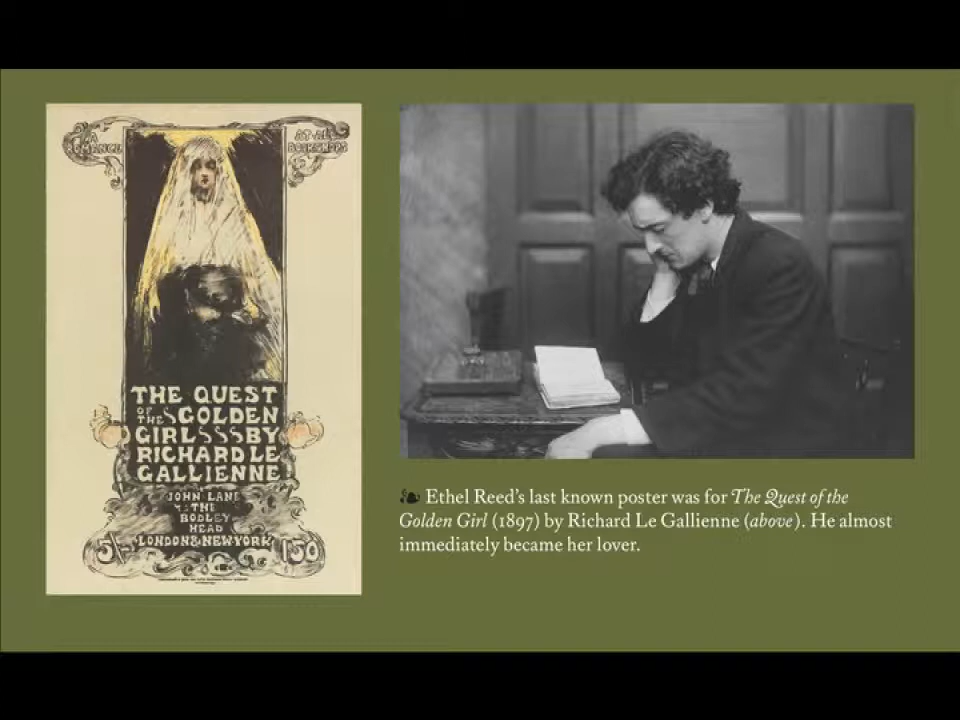 A
ROMANCE
AT ALL
BOOKSHOPS
THE QUEST
OF THE GOLDEN
GIRL BY
RICHARD LE
GALLIENNE
JOHN LANE
THE
BODLEY
HEAD
LONDON & NEW YORK
5/- 150
Ethel Reed’s last known poster was for The Quest of the
Golden Girl (1897) by Richard Le Gallienne (above). He almost
immediately became her lover.